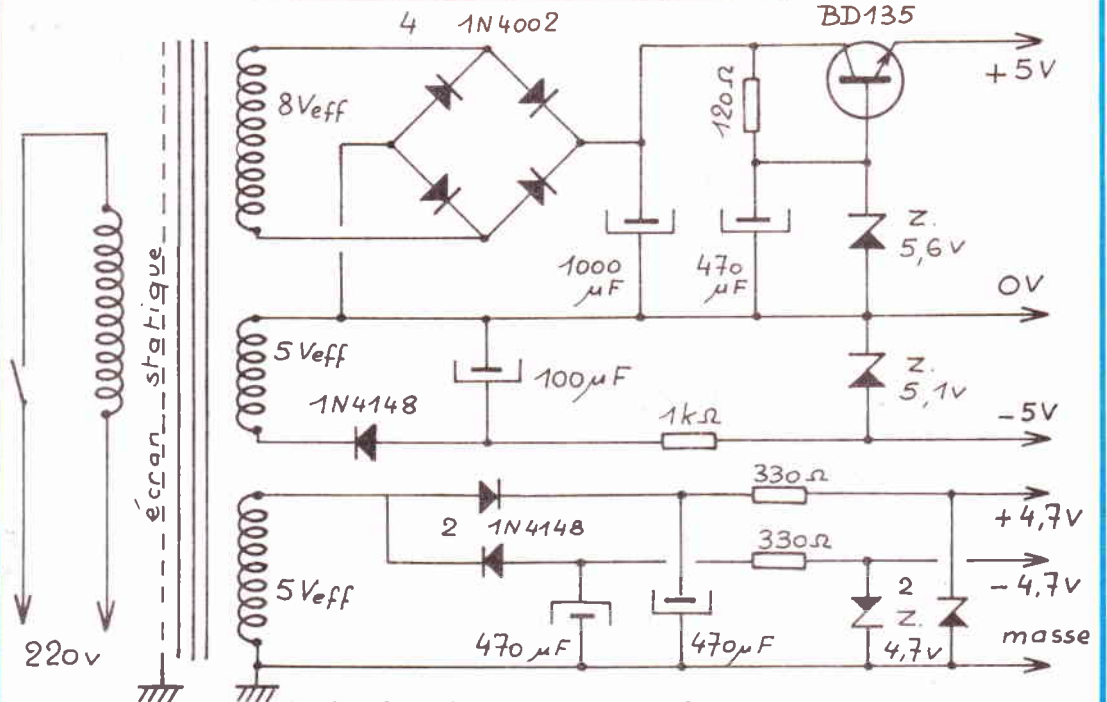 4 1N4002
BD135
+5V
8Veff
120Ω
Z.
5,6V
1000
µF
470
µF
0V
écran statique
5Veff
100µF
Z.
5,1V
1N4148
1kΩ
-5V
330Ω
+4,7V
2 1N4148
330Ω
-4,7V
5Veff
2
Z.
4,7V
470µF
470µF
masse
220V